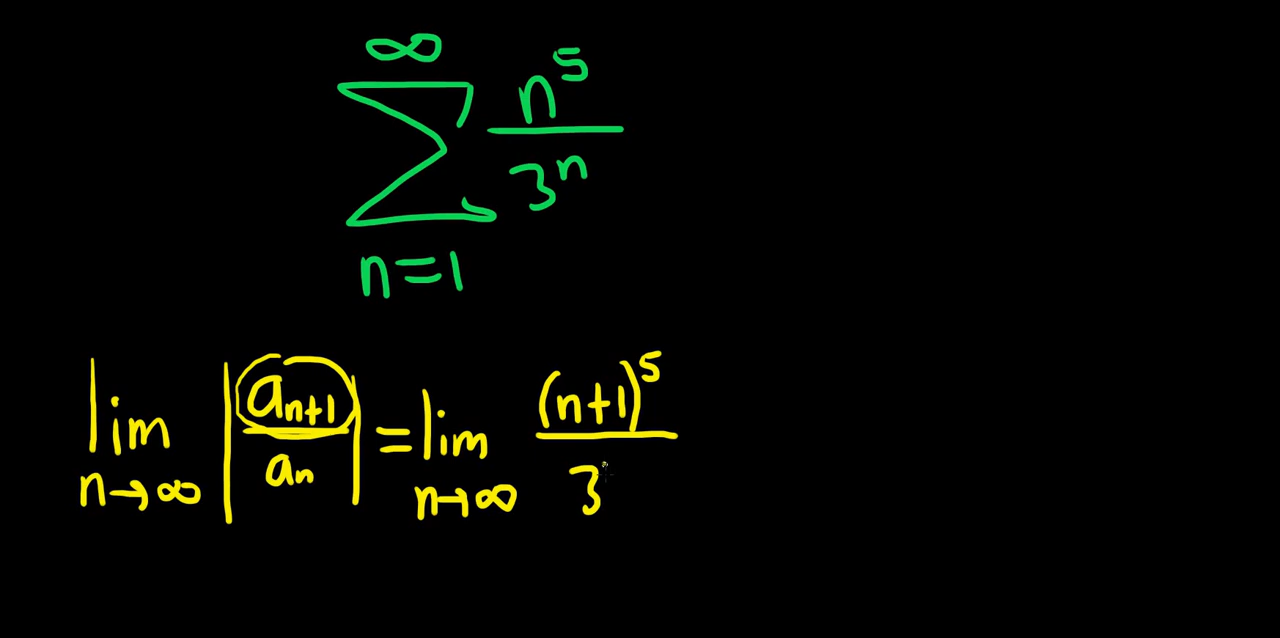 ∞
Σ n^5 / 3^n
n=1
lim n→∞ | a_{n+1} / a_n | = lim n→∞ (n+1)^5 / 3